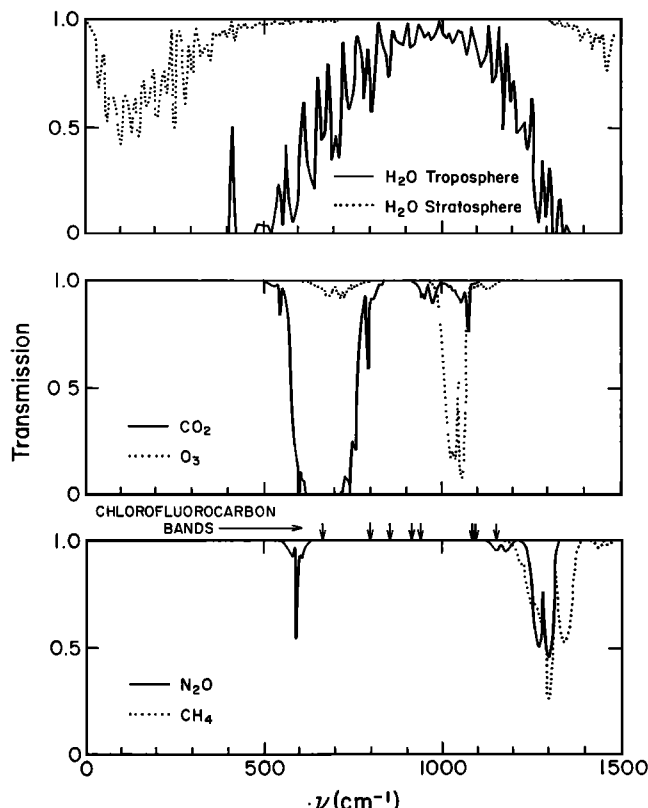 1.0
0.5
0
H2O Troposphere
H2O Stratosphere
1.0
0 5
0
Transmission
CO2
O3
CHLOROFLUOROCARBON
BANDS
1.0
0.5
N2O
CH4
0 500 1000 1500
ν (cm-1)